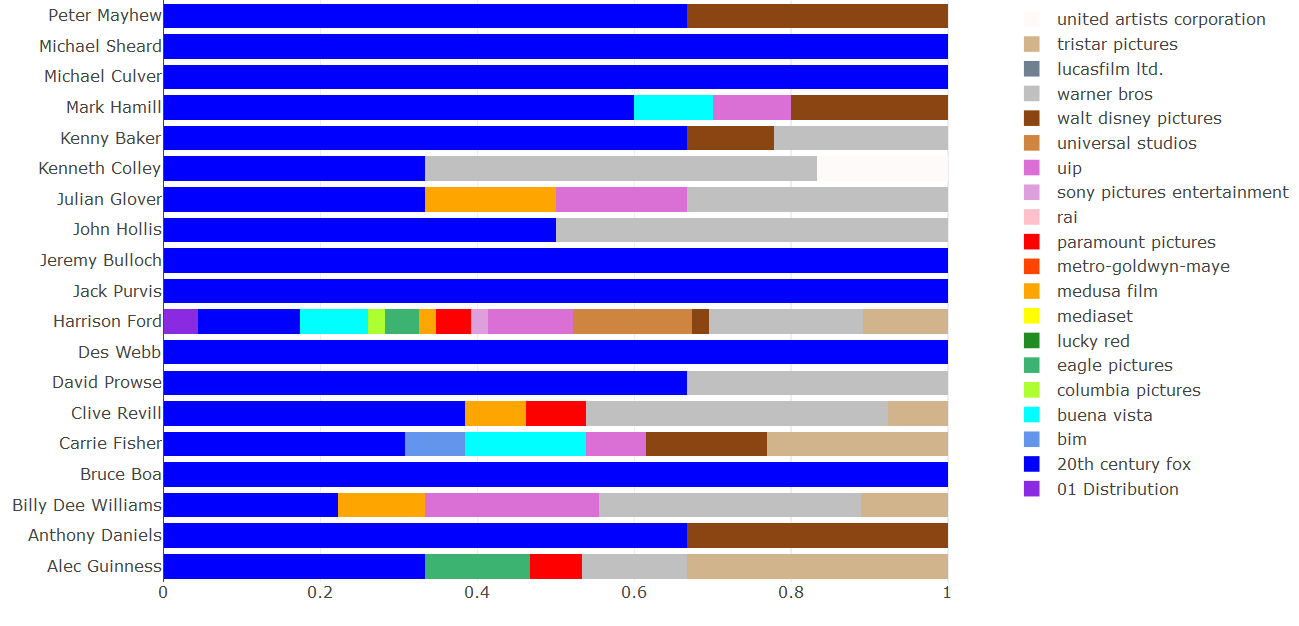 Peter Mayhew
Michael Sheard
Michael Culver
Mark Hamill
Kenny Baker
Kenneth Colley
Julian Glover
John Hollis
Jeremy Bulloch
Jack Purvis
Harrison Ford
Des Webb
David Prowse
Clive Revill
Carrie Fisher
Bruce Boa
Billy Dee Williams
Anthony Daniels
Alec Guinness
0 0.2 0.4 0.6 0.8 1
united artists corporation
tristar pictures
lucasfilm ltd.
warner bros
walt disney pictures
universal studios
uip
sony pictures entertainment
rai
paramount pictures
metro-goldwyn-maye
medusa film
mediaset
lucky red
eagle pictures
columbia pictures
buena vista
bim
20th century fox
01 Distribution